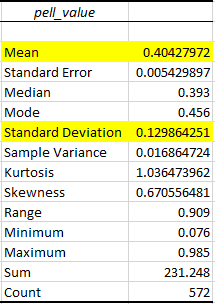 pell_value
Mean 0.40427972
Standard Error 0.005429897
Median 0.393
Mode 0.456
Standard Deviation 0.129864251
Sample Variance 0.016864724
Kurtosis 1.036473962
Skewness 0.670556481
Range 0.909
Minimum 0.076
Maximum 0.985
Sum 231.248
Count 572